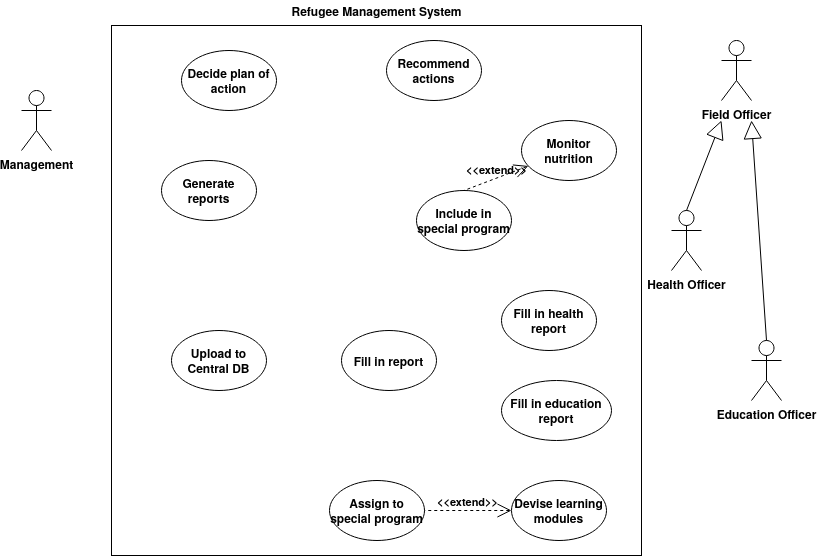 Refugee Management System
Decide plan of
action
Recommend
actions
Field Officer
Management
Monitor
nutrition
<<extend>>
Generate
reports
Include in
special program
Health Officer
Fill in health
report
Upload to
Central DB
Fill in report
Fill in education
report
Education Officer
Assign to
special program
<<extend>>
Devise learning
modules